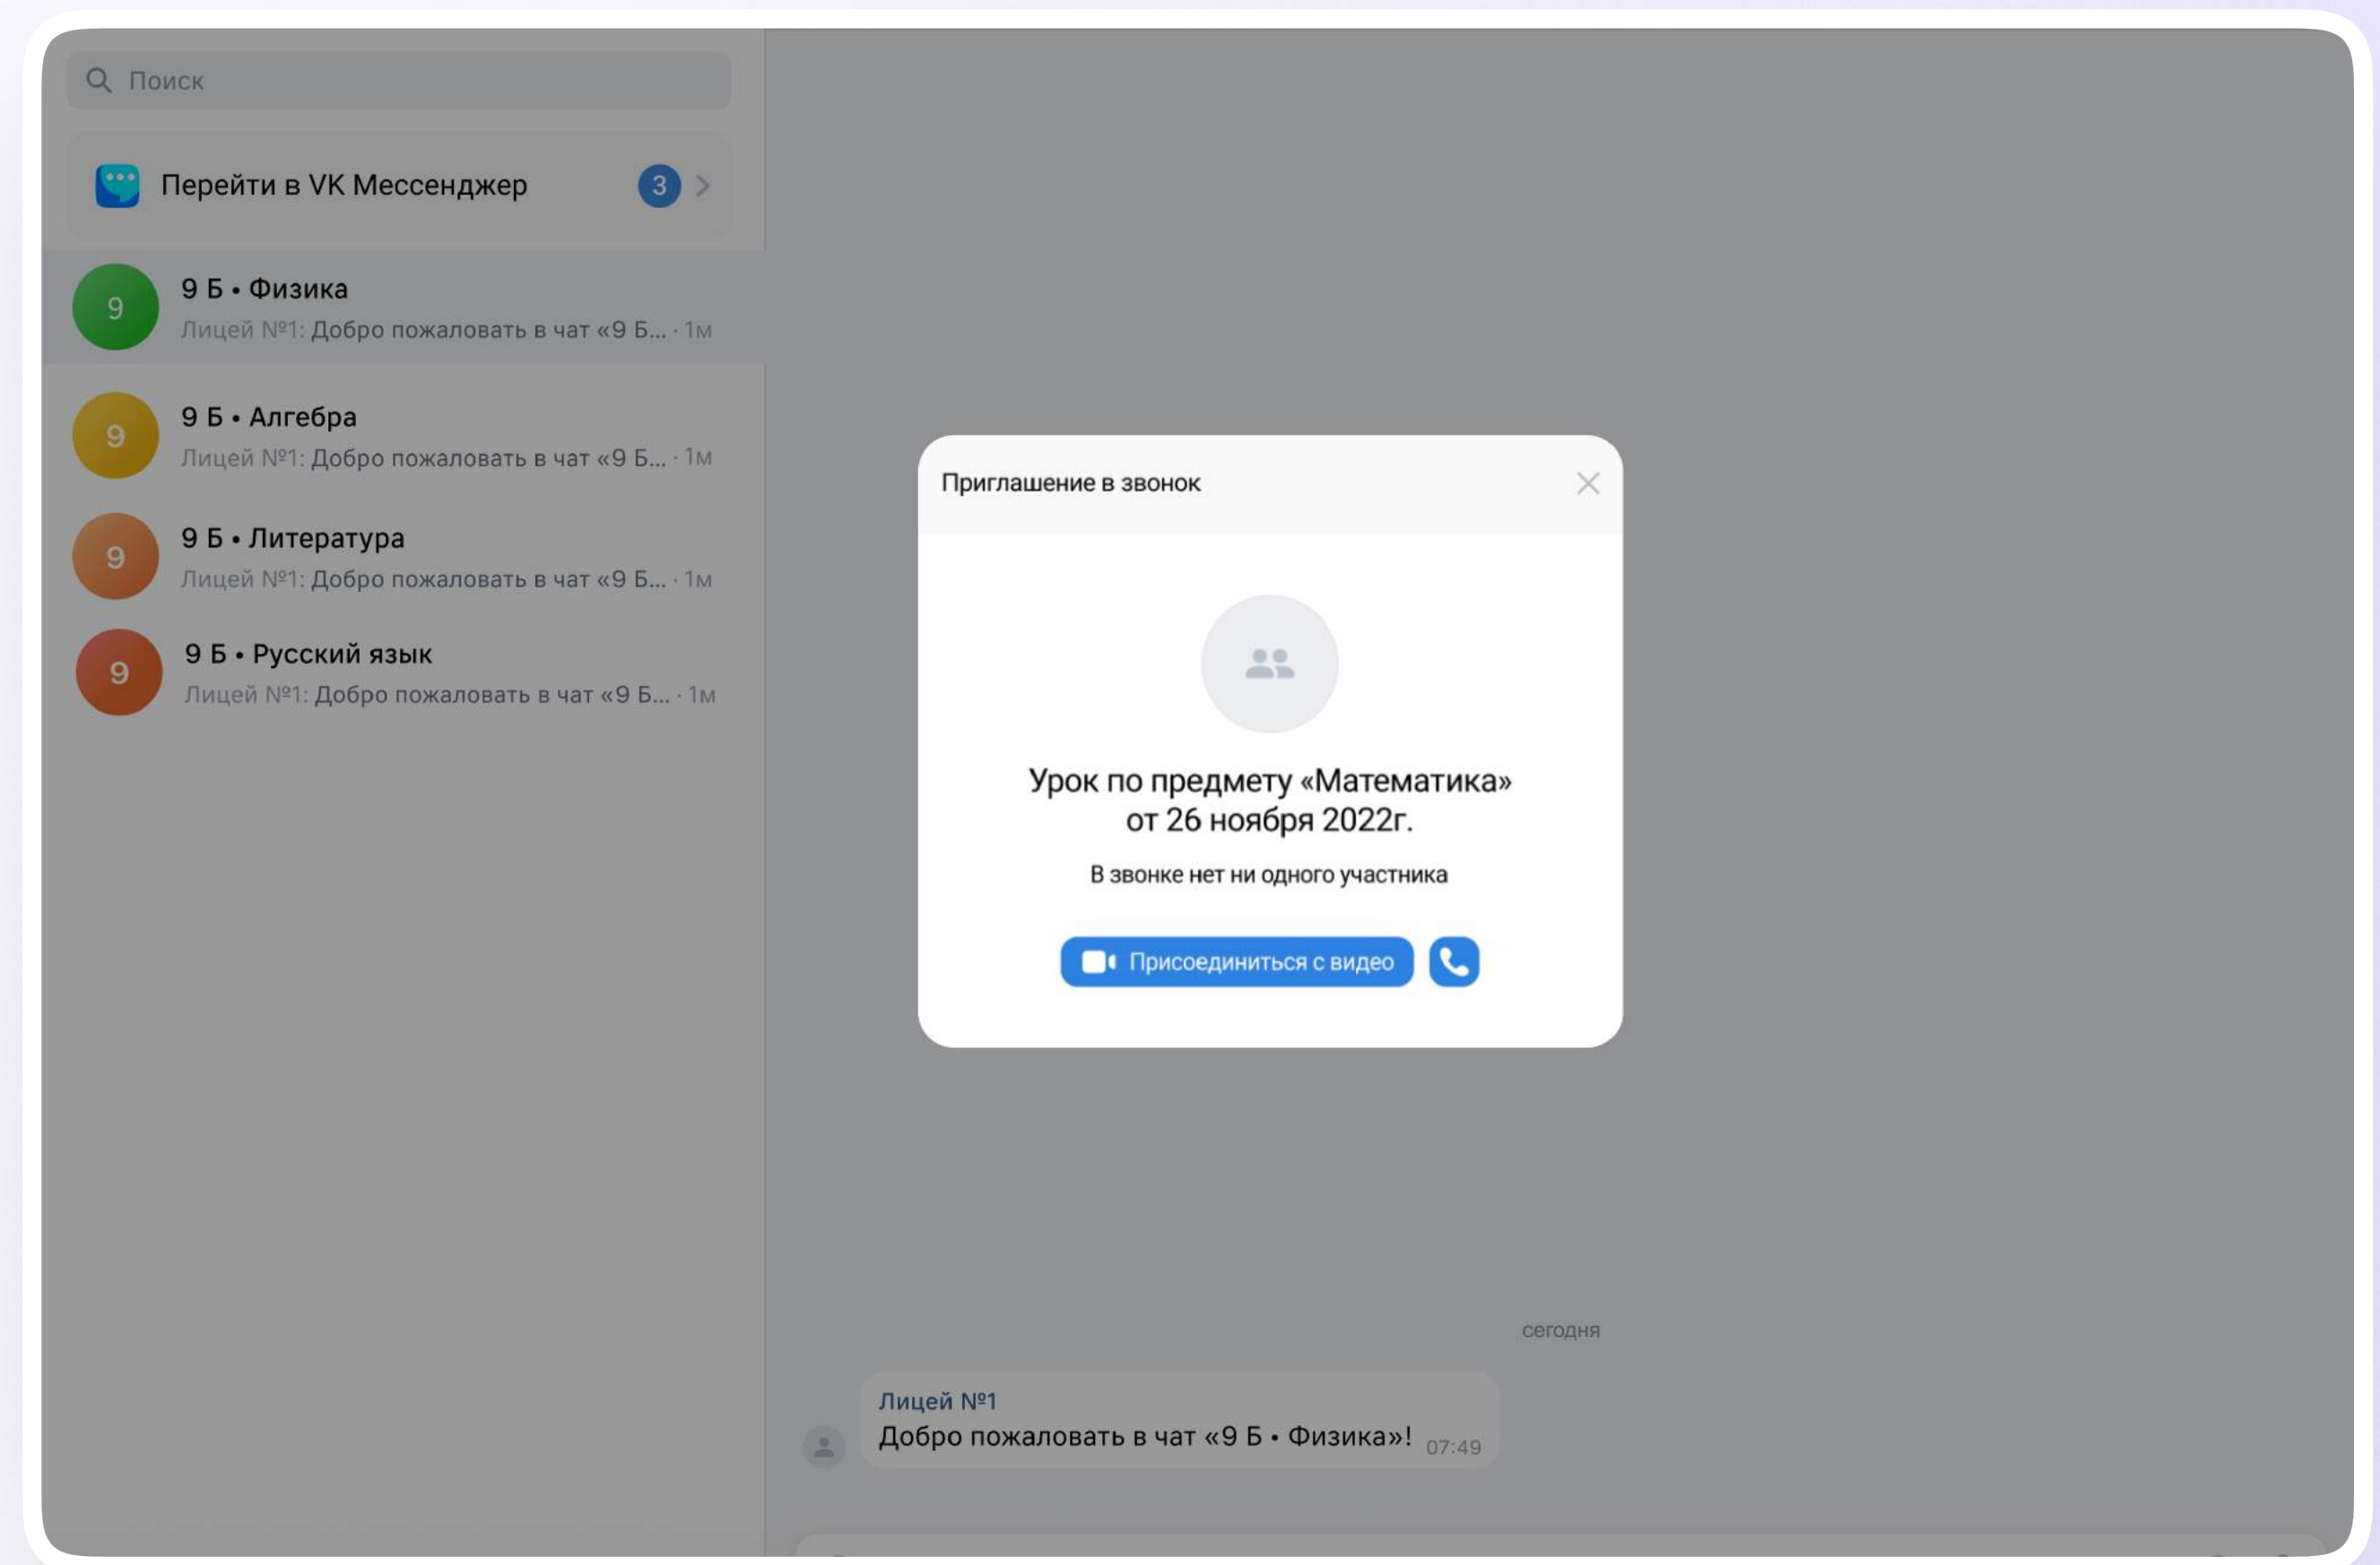 Поиск
Перейти в VK Мессенджер
3
9
9 Б • Физика
Лицей №1: Добро пожаловать в чат «9 Б... · 1м
9
9 Б • Алгебра
Лицей №1: Добро пожаловать в чат «9 Б... · 1м
9
9 Б • Литература
Лицей №1: Добро пожаловать в чат «9 Б... · 1м
9
9 Б • Русский язык
Лицей №1: Добро пожаловать в чат «9 Б... · 1м
Приглашение в звонок
Урок по предмету «Математика»
от 26 ноября 2022г.
В звонке нет ни одного участника
Присоединиться с видео
сегодня
Лицей №1
Добро пожаловать в чат «9 Б • Физика»! 07:49